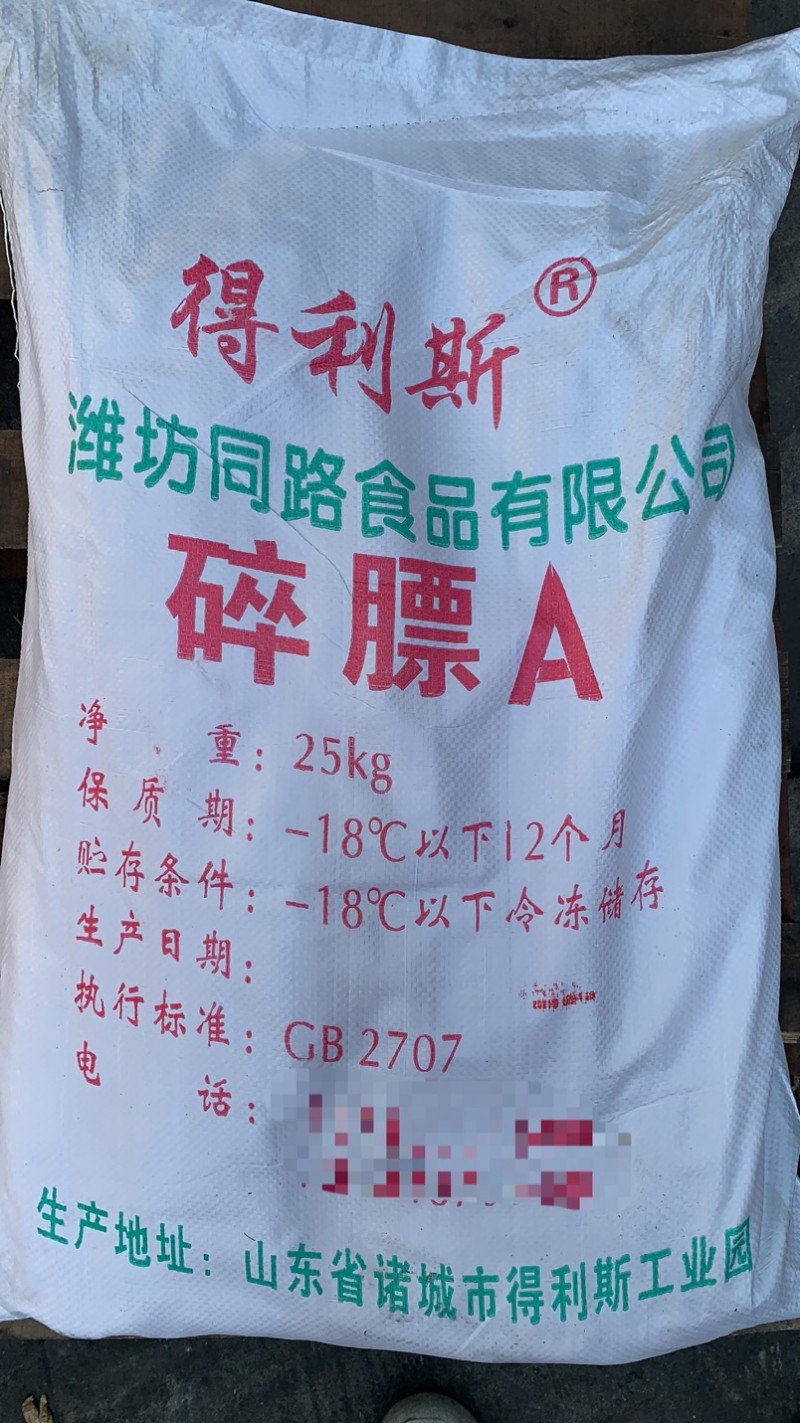 得利斯®
潍坊同路食品有限公司
碎膘A
净重：25kg
保质期：-18℃以下12个月
贮存条件：-18℃以下冷冻储存
生产日期：
执行标准：GB 2707
电话：
生产地址：山东省诸城市得利斯工业园